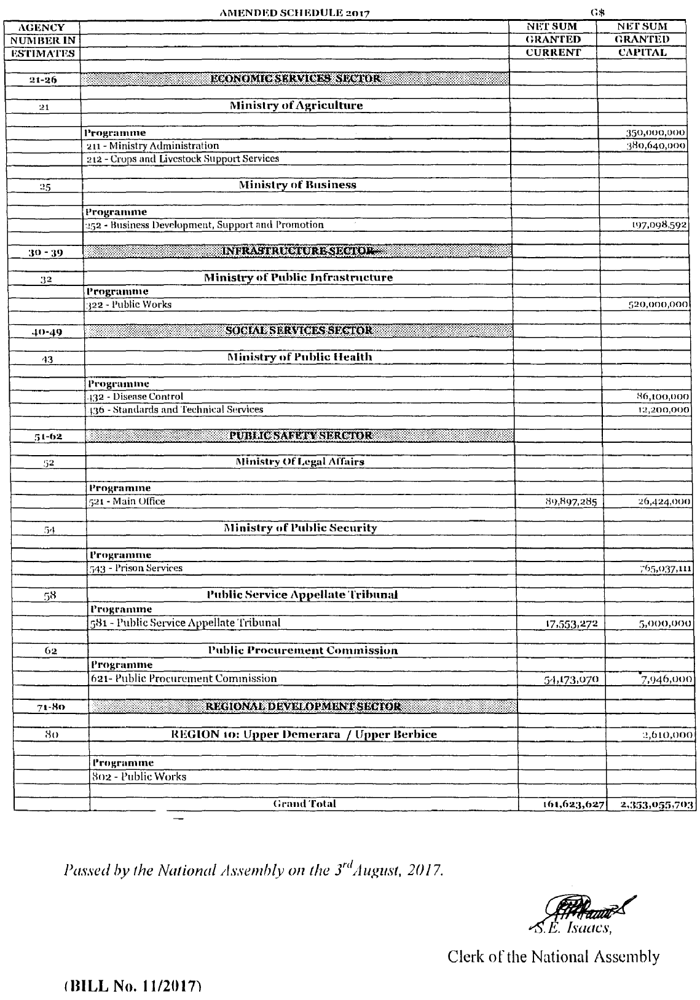 AMENDED SCHEDULE 2017 G$
AGENCY NUMBER IN ESTIMATES NET SUM GRANTED CURRENT NET SUM GRANTED CAPITAL
21-26 ECONOMIC SERVICES SECTOR
21 Ministry of Agriculture
Programme 350,000,000
211 - Ministry Administration 380,640,000
212 - Crops and Livestock Support Services
25 Ministry of Business
Programme
252 - Business Development, Support and Promotion 197,098,592
30 - 39 INFRASTRUCTURE SECTOR
32 Ministry of Public Infrastructure
Programme
322 - Public Works 520,000,000
40-49 SOCIAL SERVICES SECTOR
43 Ministry of Public Health
Programme
432 - Disease Control 86,100,000
436 - Standards and Technical Services 12,200,000
51-62 PUBLIC SAFETY SERCTOR
52 Ministry Of Legal Affairs
Programme
521 - Main Office 89,897,285 26,424,000
54 Ministry of Public Security
Programme
543 - Prison Services 765,037,111
58 Public Service Appellate Tribunal
Programme
581 - Public Service Appellate Tribunal 17,553,272 5,000,000
62 Public Procurement Commission
Programme
621- Public Procurement Commission 54,173,070 7,946,000
71-80 REGIONAL DEVELOPMENT SECTOR
80 REGION 10: Upper Demerara / Upper Berbice 2,610,000
Programme
802 - Public Works
Grand Total 161,623,627 2,353,055,703
Passed by the National Assembly on the 3rd August, 2017.
S.E. Isaacs,
Clerk of the National Assembly
(BILL No. 11/2017)